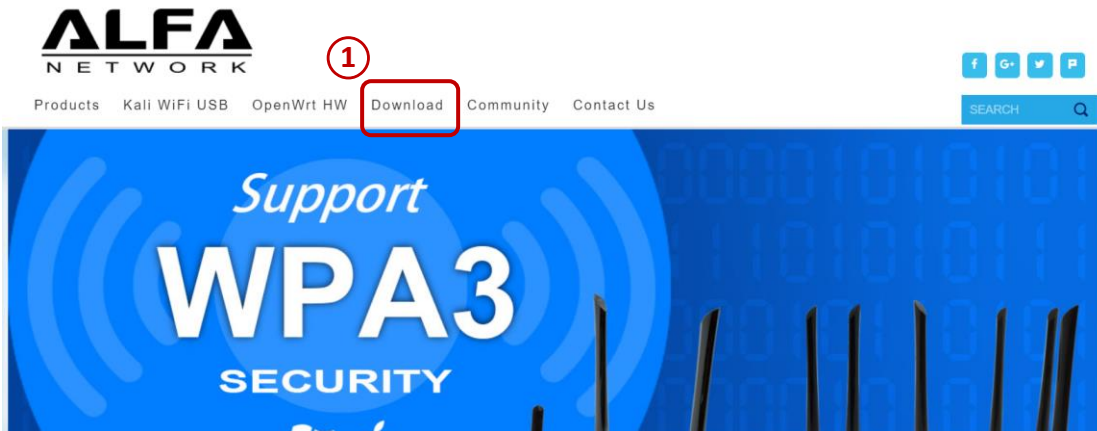 ALFA
NETWORK
①
Products Kali WiFi USB OpenWrt HW Download Community Contact Us
SEARCH
Support
WPA3
SECURITY